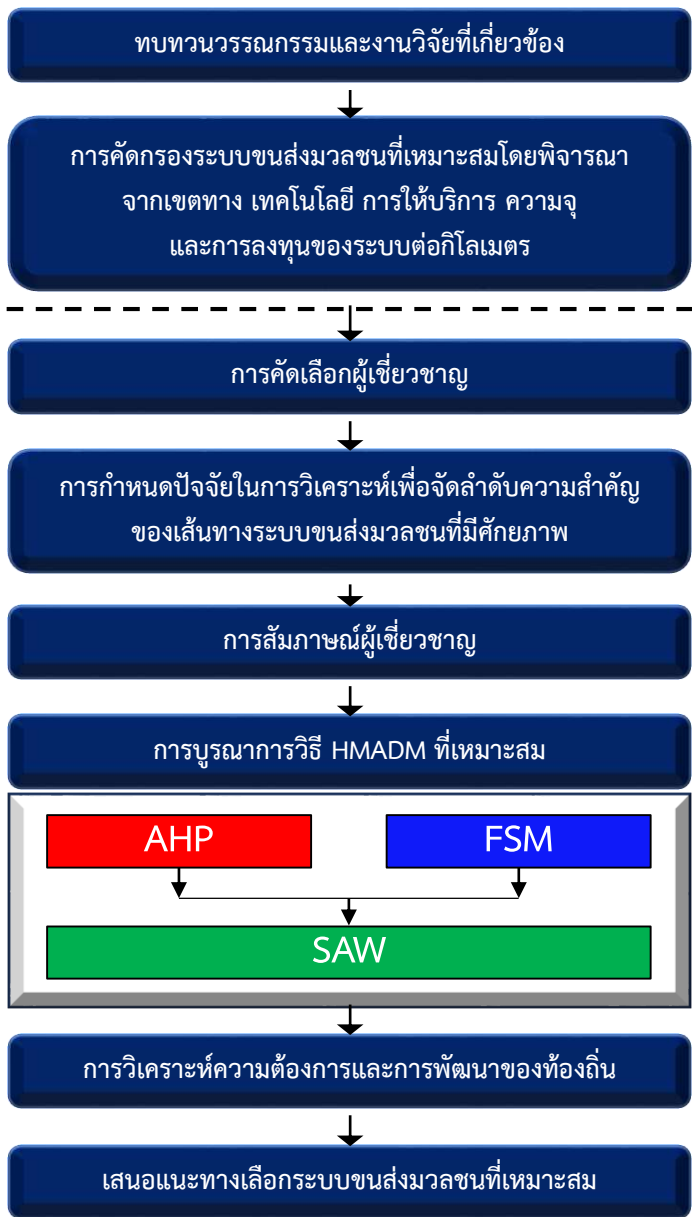 ทบทวนวรรณกรรมและงานวิจัยที่เกี่ยวข้อง
การคัดกรองระบบขนส่งมวลชนที่เหมาะสมโดยพิจารณา
จากเขตทาง เทคโนโลยี การให้บริการ ความจุ
และการลงทุนของระบบต่อกิโลเมตร
การคัดเลือกผู้เชี่ยวชาญ
การกำหนดปัจจัยในการวิเคราะห์เพื่อจัดลำดับความสำคัญ
ของเส้นทางระบบขนส่งมวลชนที่มีศักยภาพ
การสัมภาษณ์ผู้เชี่ยวชาญ
การบูรณาการวิธี HMADM ที่เหมาะสม
AHP FSM
SAW
การวิเคราะห์ความต้องการและการพัฒนาของท้องถิ่น
เสนอแนะทางเลือกระบบขนส่งมวลชนที่เหมาะสม